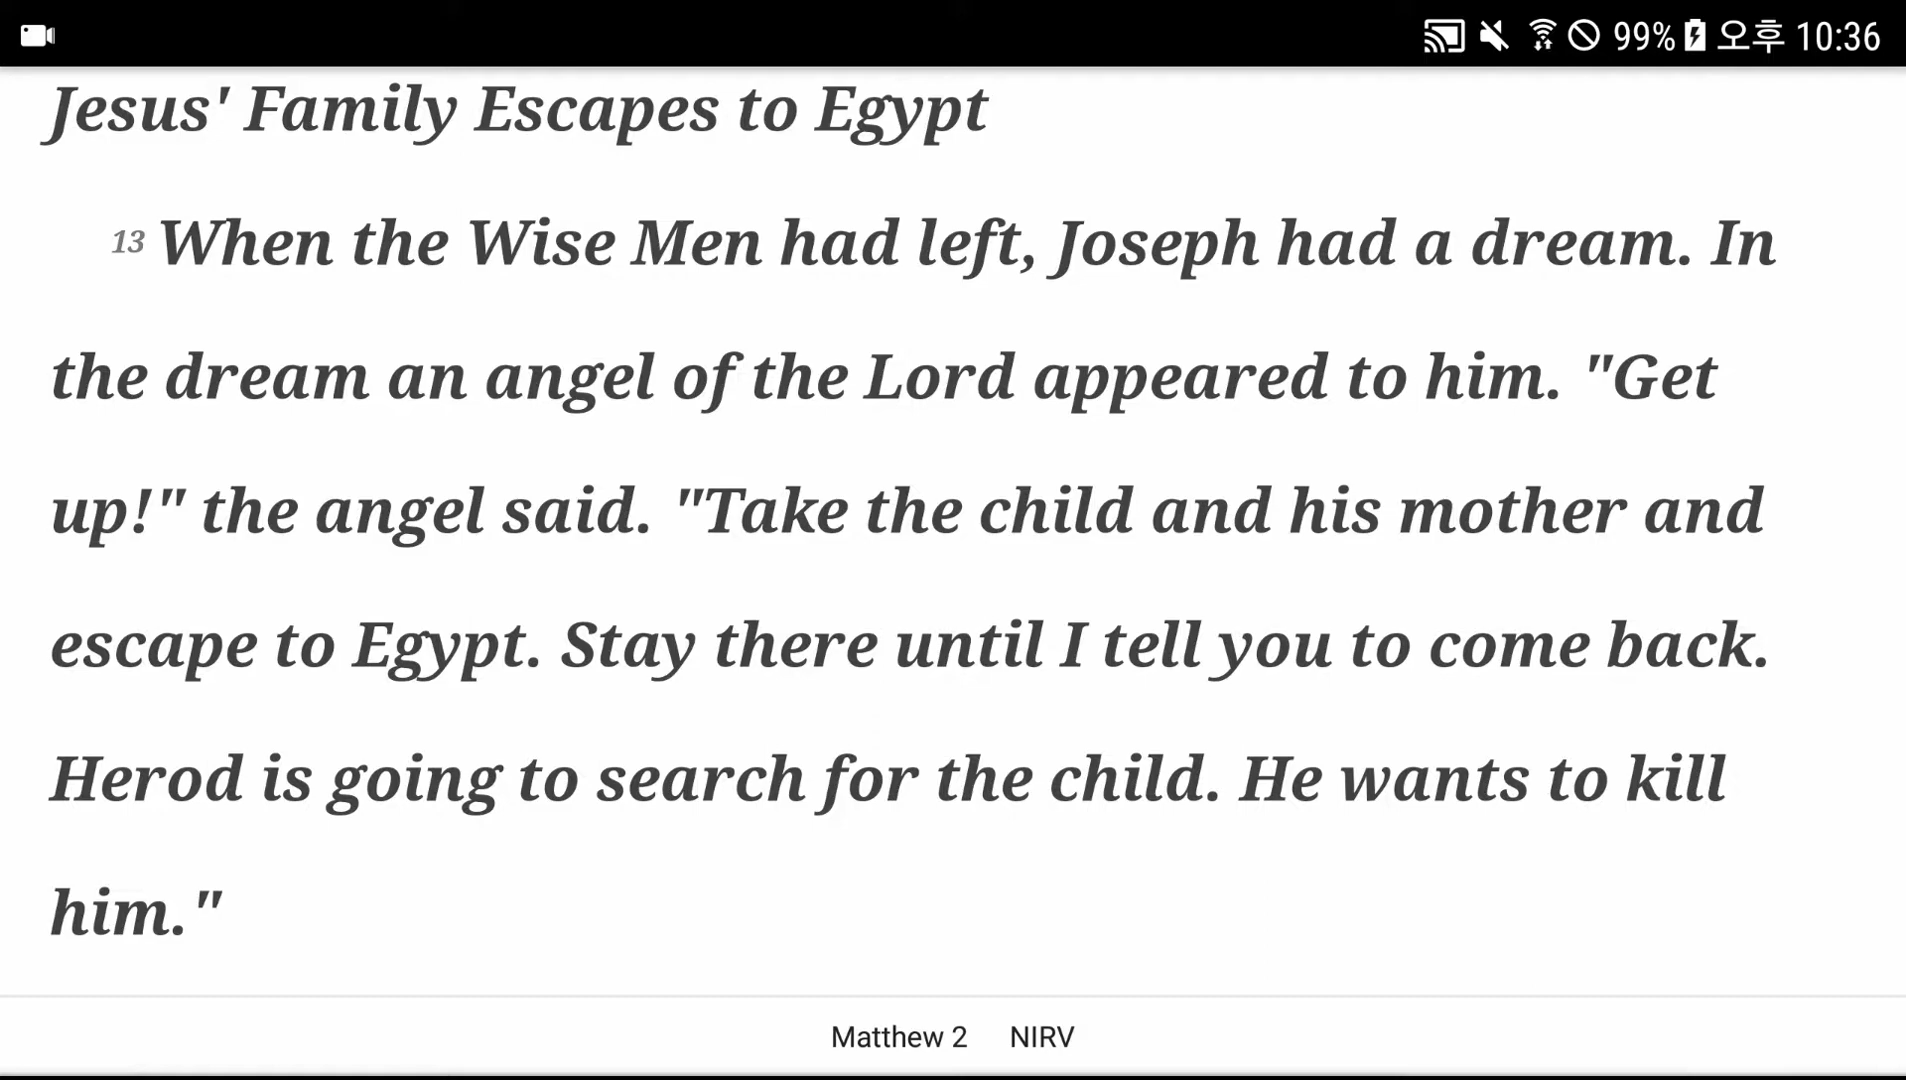 99% 오후 10:36
Jesus' Family Escapes to Egypt
13 When the Wise Men had left, Joseph had a dream. In
the dream an angel of the Lord appeared to him. "Get
up!" the angel said. "Take the child and his mother and
escape to Egypt. Stay there until I tell you to come back.
Herod is going to search for the child. He wants to kill
him."
Matthew 2 NIRV